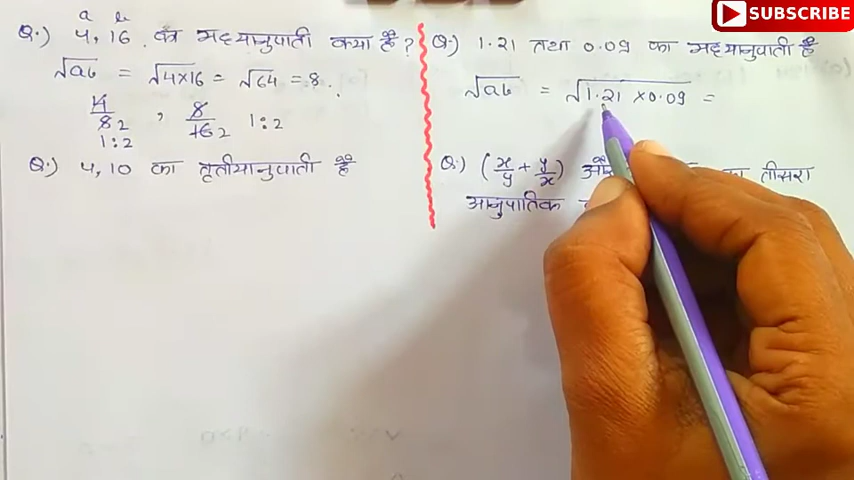 SUBSCRIBE
a b
Q.) 4, 16 का मध्यानुपाती क्या है ?
√ab = √4×16 = √64 = 8.
4/8 2 , 8/16 2 1:2
1:2
Q.) 4, 10 का तृतीयानुपाती है
Q.) 1.21 तथा 0.09 का मध्यानुपाती है
√ab = √1.21 ×0.09 =
Q.) (x/y + y/x) और का तीसरा
आनुपातिक